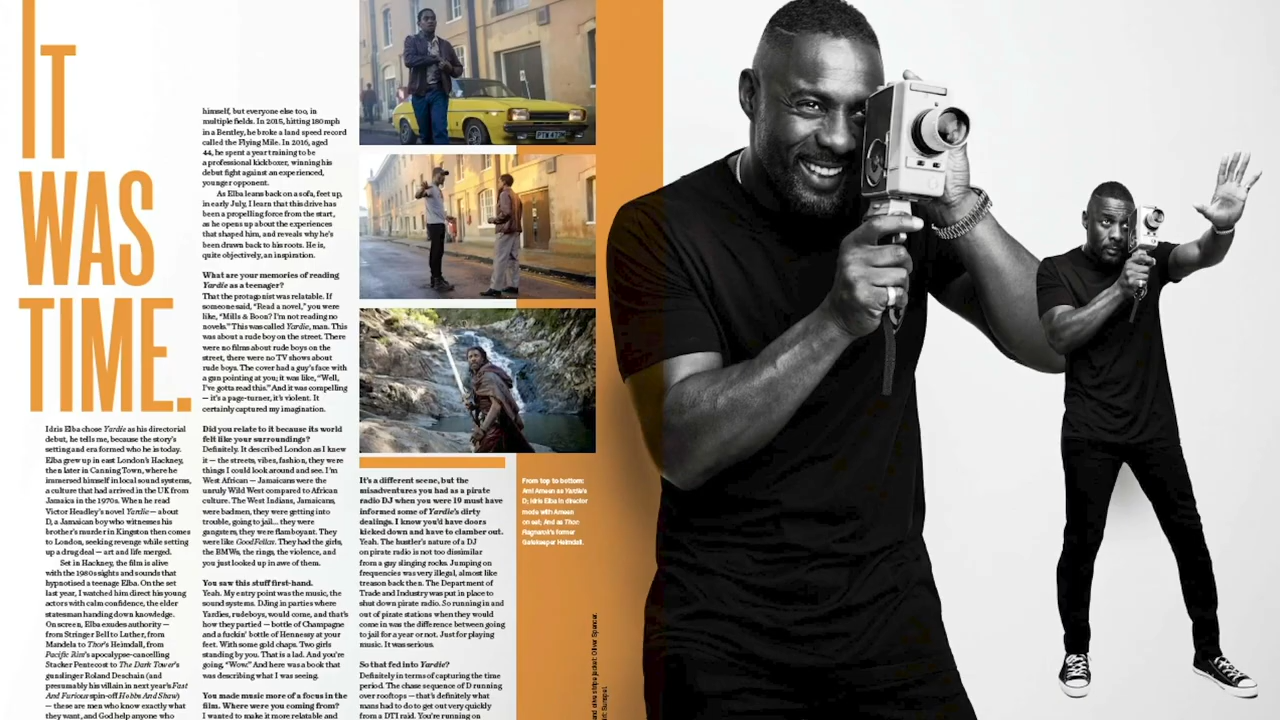 IT
WAS
TIME.
Idris Elba chose Yardie as his directorial
debut, he tells me, because the story's
setting and era formed who he is today.
Elba grew up in east London's Hackney,
then later in Canning Town, where he
immersed himself in local sound systems,
a culture that had arrived in the UK from
Jamaica in the 1970s. When he read
Victor Headley's novel Yardie — about
D, a Jamaican boy who witnesses his
brother's murder in Kingston then comes
to London, seeking revenge while setting
up a drug deal — art and life merged.
Set in Hackney, the film is alive
with the 1980s sights and sounds that
hypnotised a teenage Elba. On the set
last year, I watched him direct his young
actors with calm confidence, the elder
statesman handing down knowledge.
On screen, Elba exudes authority —
from Stringer Bell to Luther, from
Mandela to Thor's Heimdall, from
Pacific Rim's apocalypse-cancelling
Stacker Pentecost to The Dark Tower's
gunslinger Roland Deschain (and
presumably his villain in next year's Fast
And Furious spin-off Hobbs And Shaw)
— these are men who know exactly what
they want, and God help anyone who
himself, but everyone else too, in
multiple fields. In 2015, hitting 180mph
in a Bentley, he broke a land speed record
called the Flying Mile. In 2016, aged
44, he spent a year training to be
a professional kickboxer, winning his
debut fight against an experienced,
younger opponent.
As Elba leans back on a sofa, feet up,
in early July, I learn that this drive has
been a propelling force from the start,
as he opens up about the experiences
that shaped him, and reveals why he's
been drawn back to his roots. He is,
quite objectively, an inspiration.
What are your memories of reading
Yardie as a teenager?
That the protagonist was relatable. If
someone said, "Read a novel," you were
like, "Mills & Boon? I'm not reading no
novels." This was called Yardie, man. This
was about a rude boy on the street. There
were no films about rude boys on the
street, there were no TV shows about
rude boys. The cover had a guy's face with
a gun pointing at you; it was like, "Well,
I've gotta read this." And it was compelling
— it's a page-turner, it's violent. It
certainly captured my imagination.
Did you relate to it because its world
felt like your surroundings?
Definitely. It described London as I knew
it — the streets, vibes, fashion, they were
things I could look around and see. I'm
West African — Jamaicans were the
unruly Wild West compared to African
culture. The West Indians, Jamaicans,
were badmen, they were getting into
trouble, going to jail... they were
gangsters, they were flamboyant. They
were like GoodFellas. They had the girls,
the BMWs, the rings, the violence, and
you just looked up in awe of them.
You saw this stuff first-hand.
Yeah. My entry point was the music, the
sound systems. DJing in parties where
Yardies, rudeboys, would come, and that's
how they partied — bottle of Champagne
and a fuckin' bottle of Hennessy at your
feet. With some gold chaps. Two girls
standing by you. That is a lad. And you're
going, "Wow." And here was a book that
was describing what I was seeing.
You made music more of a focus in the
film. Where were you coming from?
I wanted to make it more relatable and
It's a different scene, but the
misadventures you had as a pirate
radio DJ when you were 19 must have
informed some of Yardie's dirty
dealings. I know you'd have doors
kicked down and have to clamber out.
Yeah. The hustler's nature of a DJ
on pirate radio is not too dissimilar
from a guy slinging rocks. Jumping on
frequencies was very illegal, almost like
treason back then. The Department of
Trade and Industry was put in place to
shut down pirate radio. So running in and
out of pirate stations when they would
come in was the difference between going
to jail for a year or not. Just for playing
music. It was serious.
So that fed into Yardie?
Definitely in terms of capturing the time
period. The chase sequence of D running
over rooftops — that's definitely what
mans had to do to get out very quickly
from a DTI raid. You're running on
From top to bottom:
Aml Ameen as Yardie's
D; Idris Elba in director
mode with Ameen
on set; And as Thor:
Ragnarok's former
Gatekeeper Heimdall.
stripe jacket: Oliver Spencer.